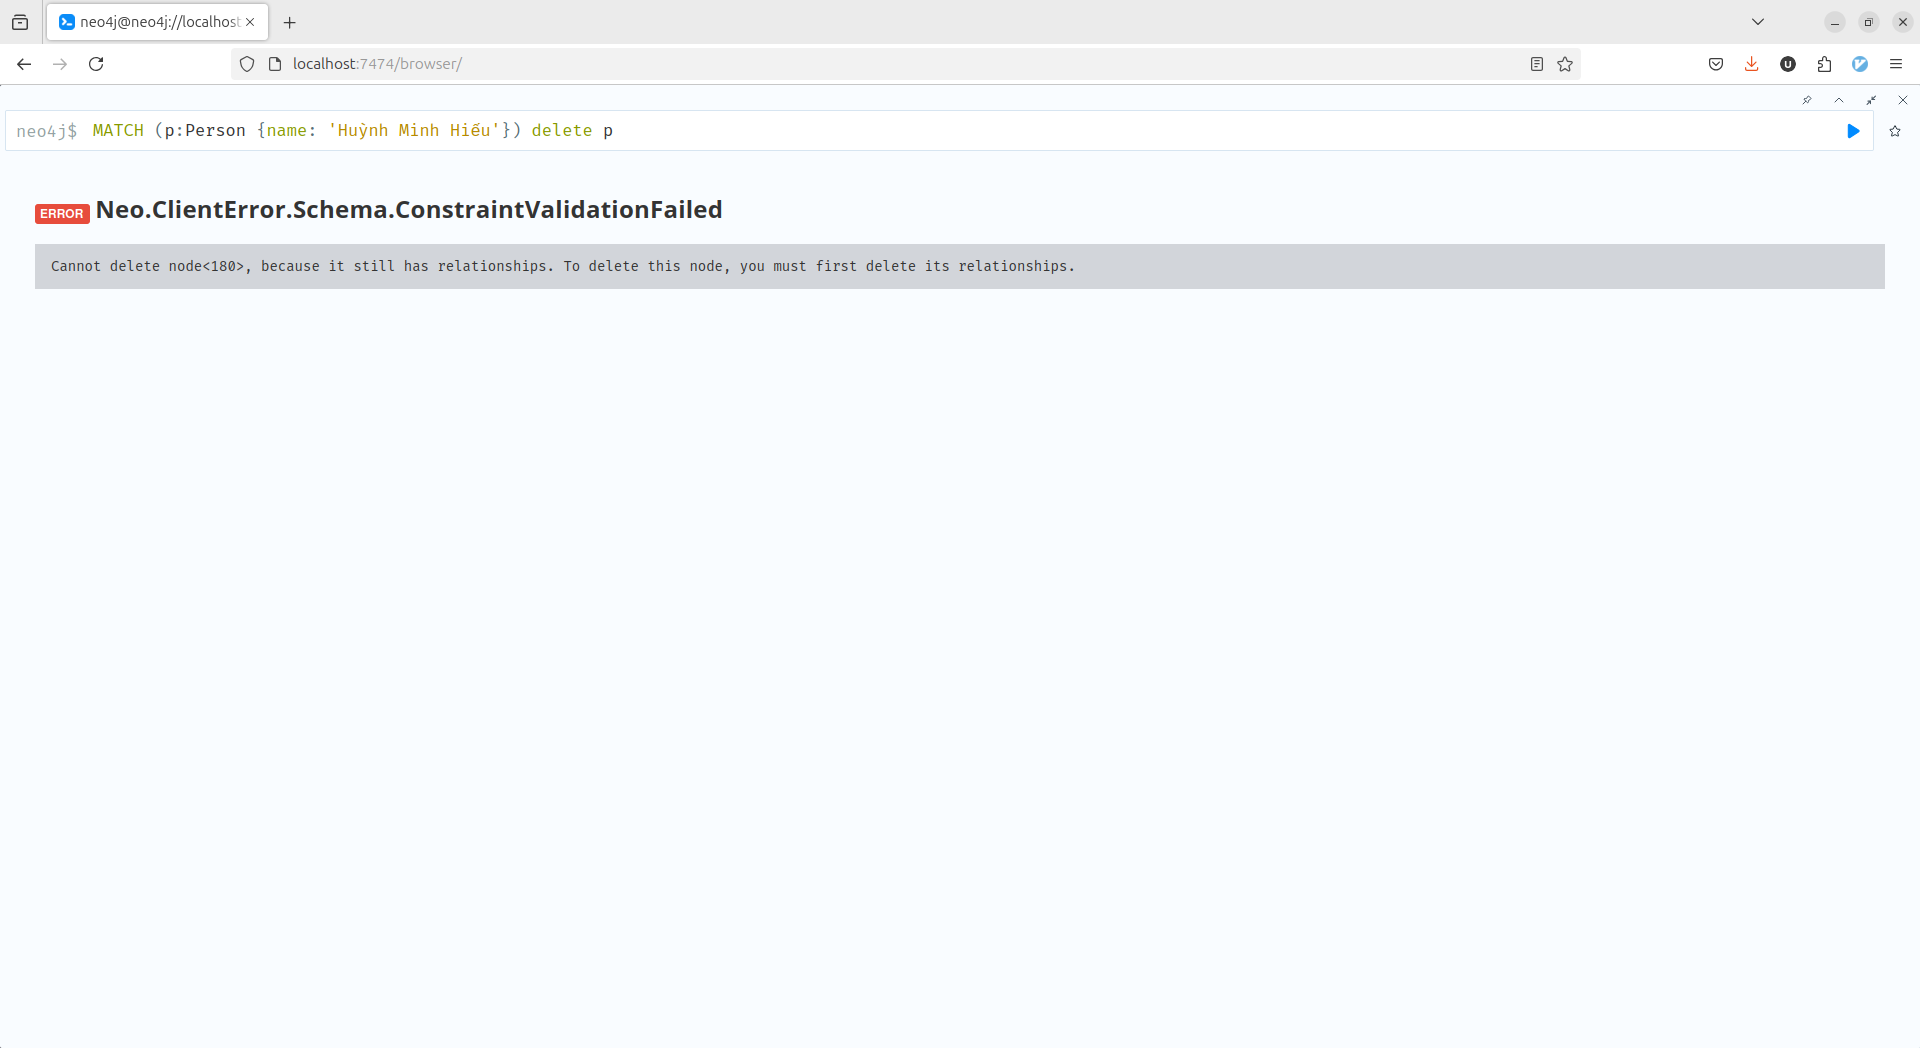 neo4j@neo4j://localhost
localhost:7474/browser/
neo4j$ MATCH (p:Person {name: 'Huỳnh Minh Hiếu'}) delete p
ERROR Neo.ClientError.Schema.ConstraintValidationFailed
Cannot delete node<180>, because it still has relationships. To delete this node, you must first delete its relationships.